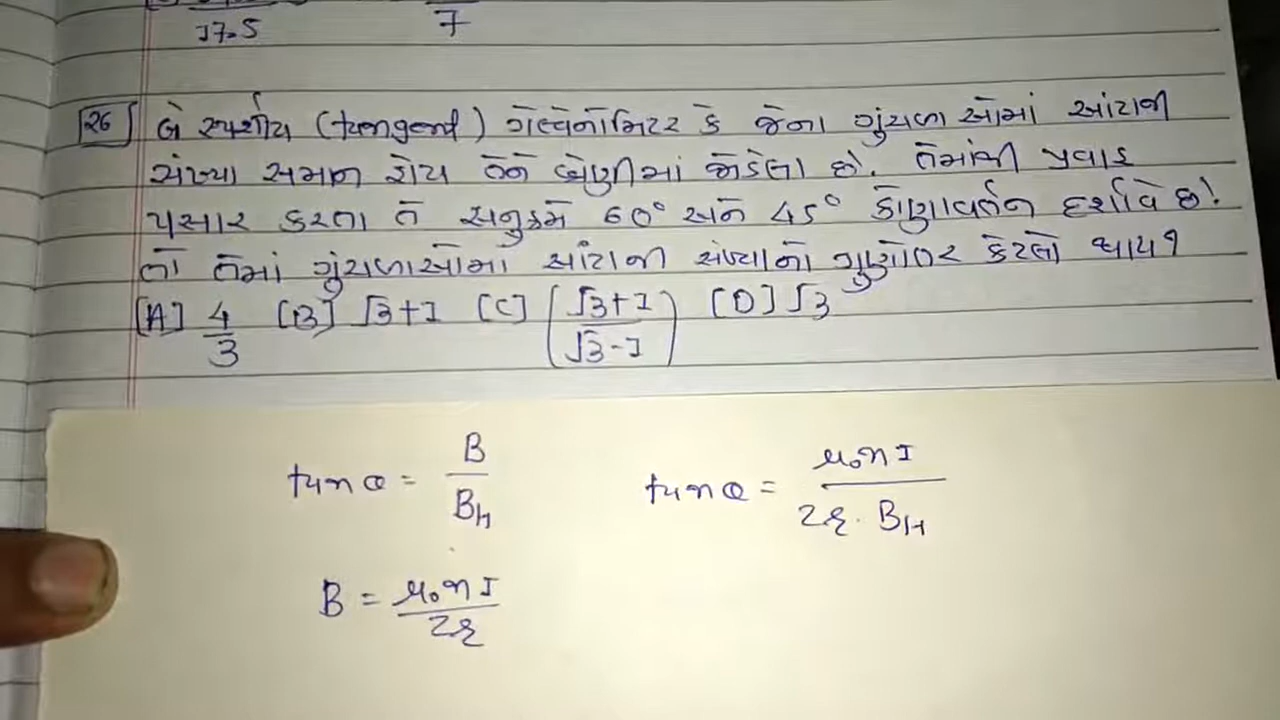 17.5 7
26 બે સ્પર્શીય (tangent) ગેલ્વેનોમિટર કે જેના ગુંચળાઓમાં આંટાની
સંખ્યા સમાન હોય તેને શ્રેણીમાં જોડેલા છે. તેમાંથી પ્રવાહ
પસાર કરતા તે અનુક્રમે 60° અને 45° કોણાવર્તન દર્શાવે છે.
તો તેમાં ગુંચળાઓમા આંટાની સંખ્યાનો ગુણોત્તર કેટલો થાય?
[A] 4/3 [B] √3+1 [C] (√3+1/√3-1) [D] √3
tan θ = B/BH tan θ = μ₀nI/2r · BH
B = μ₀nI/2r